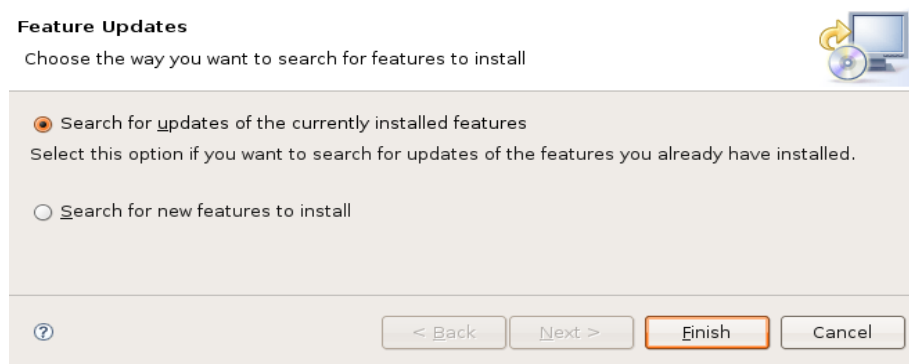 Feature Updates
Choose the way you want to search for features to install
Search for updates of the currently installed features
Select this option if you want to search for updates of the features you already have installed.
Search for new features to install
?
< Back Next > Finish Cancel